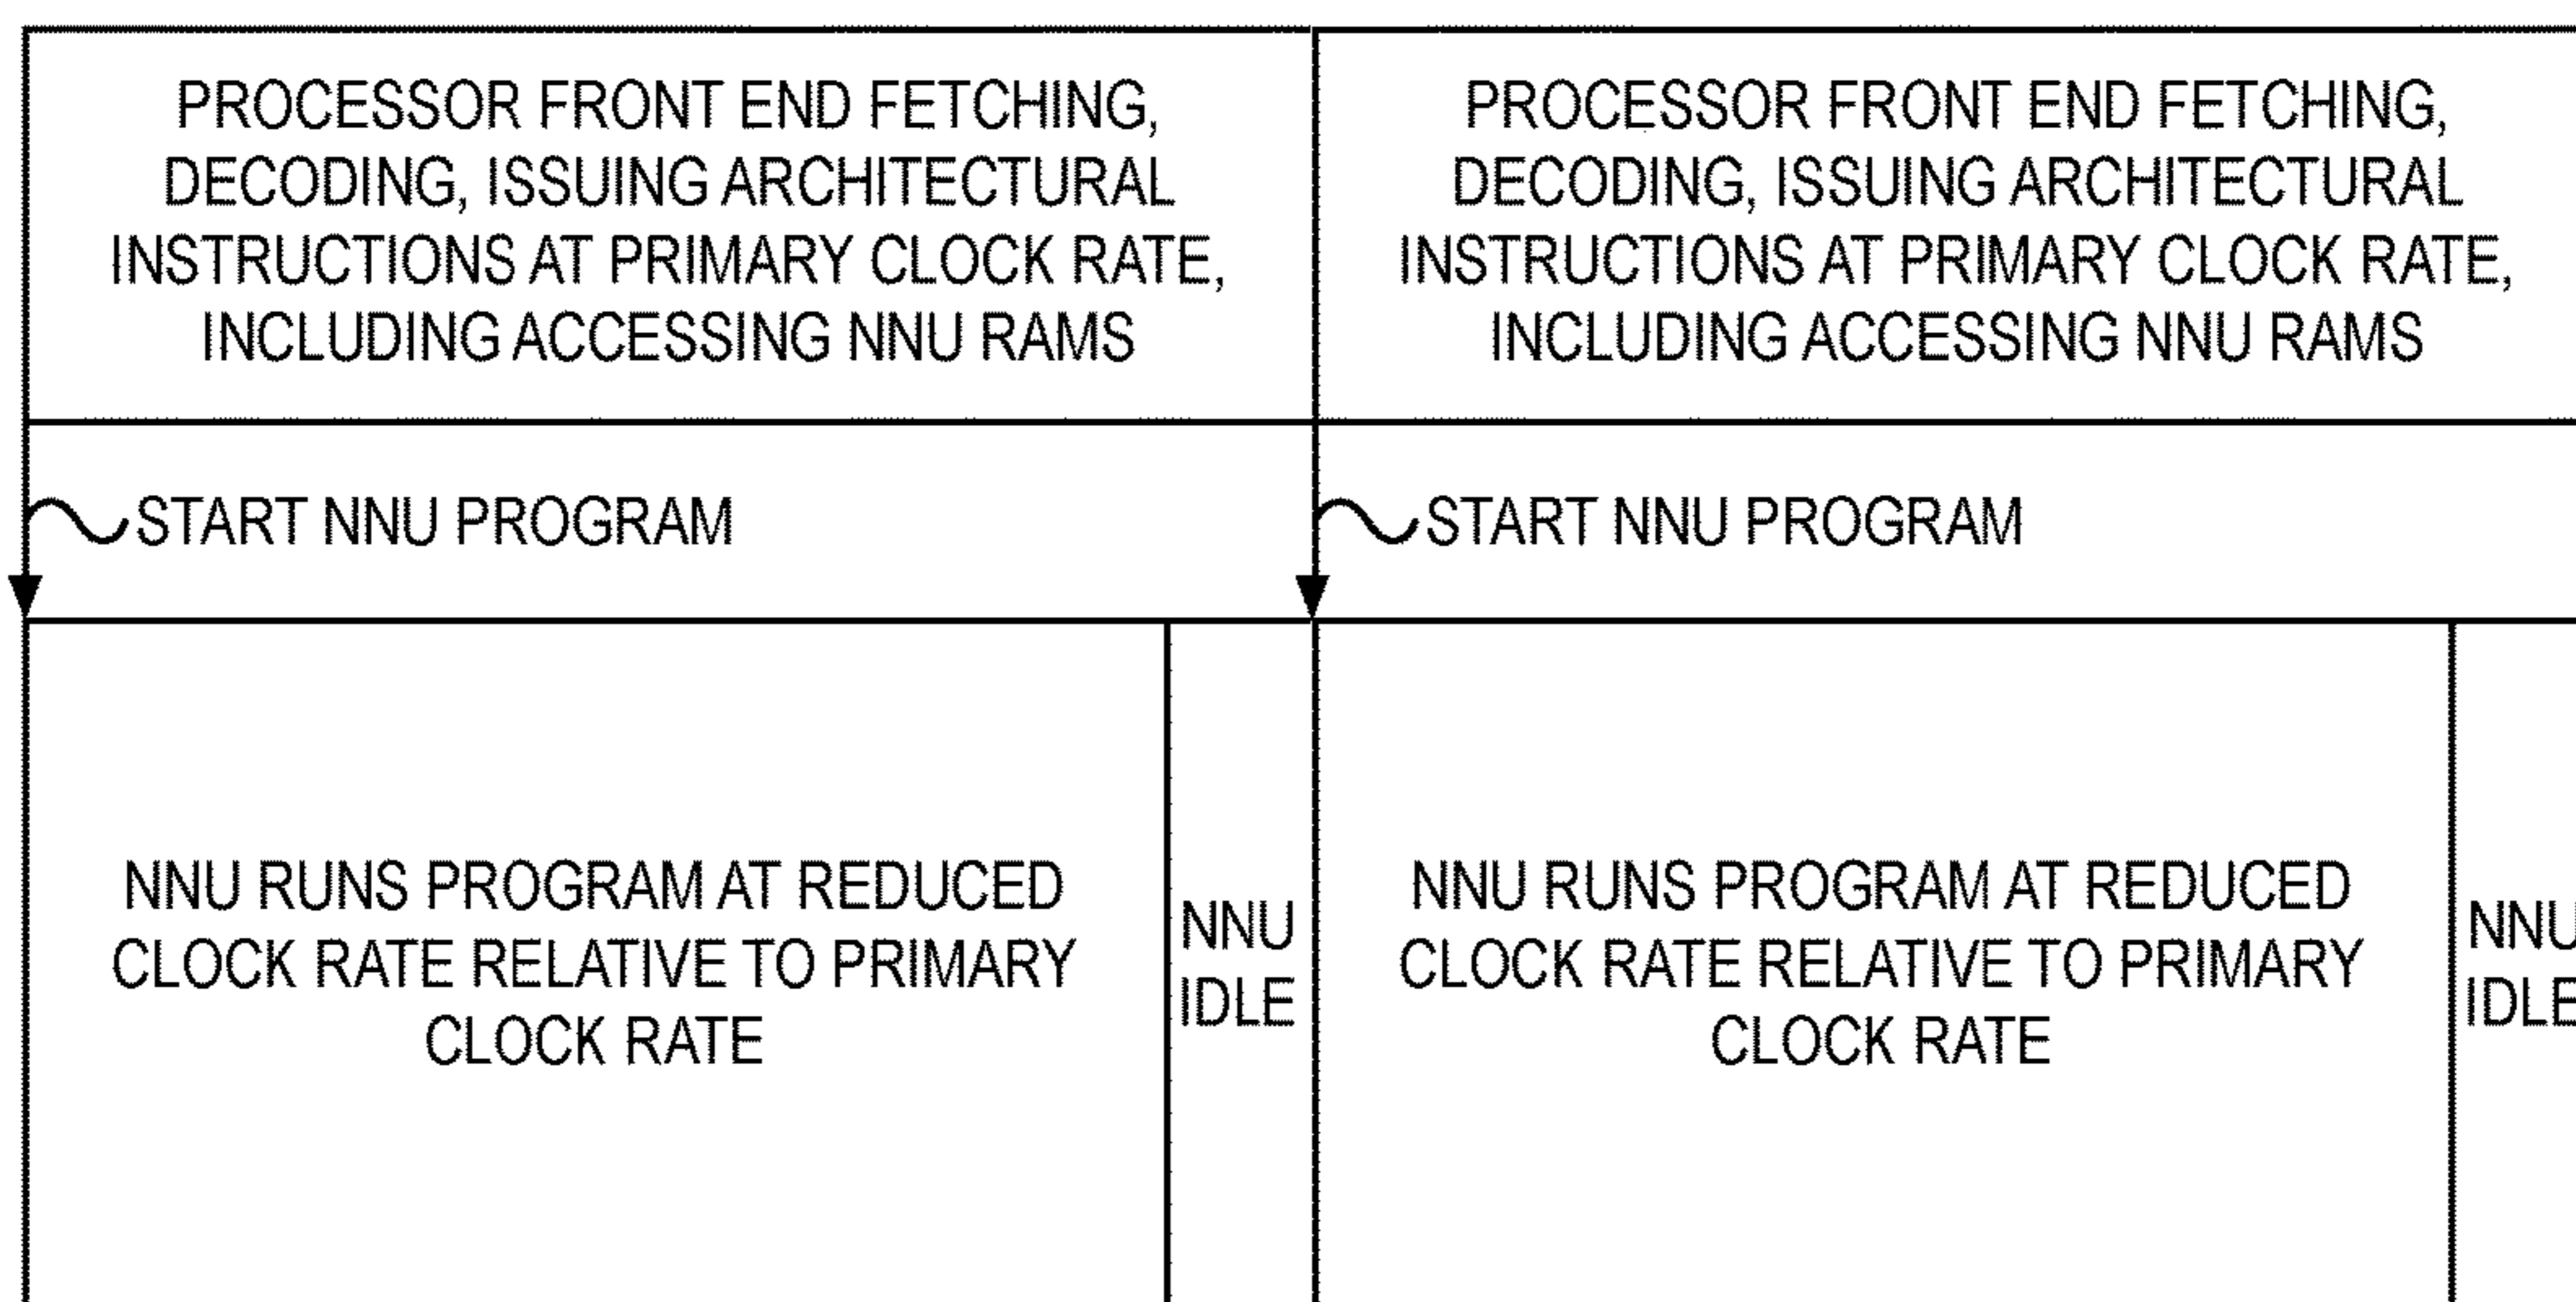 PROCESSOR FRONT END FETCHING,
DECODING, ISSUING ARCHITECTURAL
INSTRUCTIONS AT PRIMARY CLOCK RATE,
INCLUDING ACCESSING NNU RAMS
PROCESSOR FRONT END FETCHING,
DECODING, ISSUING ARCHITECTURAL
INSTRUCTIONS AT PRIMARY CLOCK RATE,
INCLUDING ACCESSING NNU RAMS
START NNU PROGRAM
START NNU PROGRAM
NNU RUNS PROGRAM AT REDUCED
CLOCK RATE RELATIVE TO PRIMARY
CLOCK RATE
NNU
IDLE
NNU RUNS PROGRAM AT REDUCED
CLOCK RATE RELATIVE TO PRIMARY
CLOCK RATE
NNU
IDLE